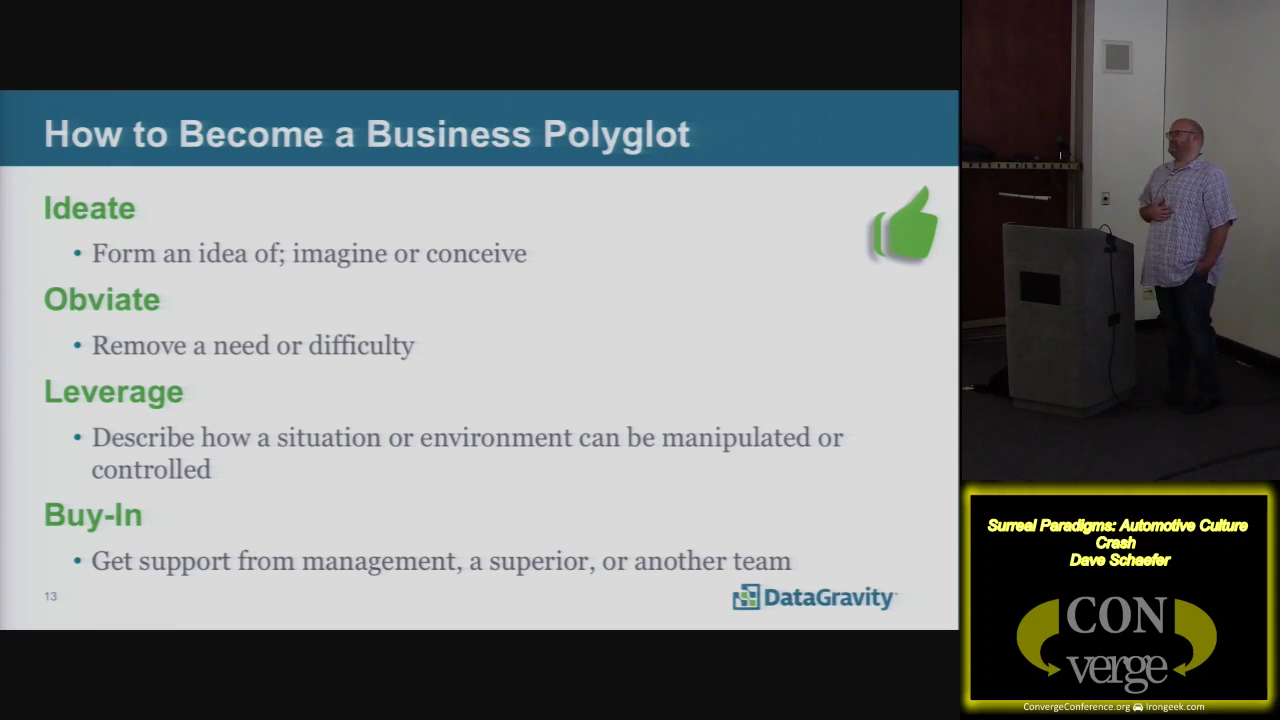 How to Become a Business Polyglot
Ideate
• Form an idea of; imagine or conceive
Obviate
• Remove a need or difficulty
Leverage
• Describe how a situation or environment can be manipulated or
controlled
Buy-In
• Get support from management, a superior, or another team
13
DataGravity
Surreal Paradigms: Automotive Culture
Crash
Dave Schaefer
CON
verge
ConvergeConference.org Irongeek.com